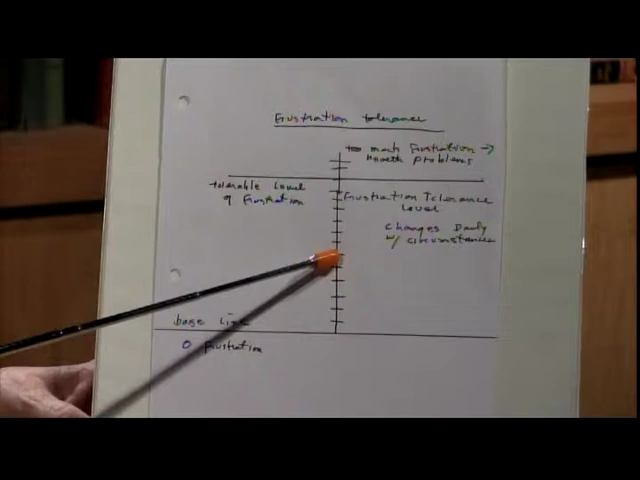 Frustration tolerance
to much frustration →
Health Problems
tolerable Level
of frustration
Frustration Tolerance
Level
changes Daily
w/ circumstances
base Line
0 frustration